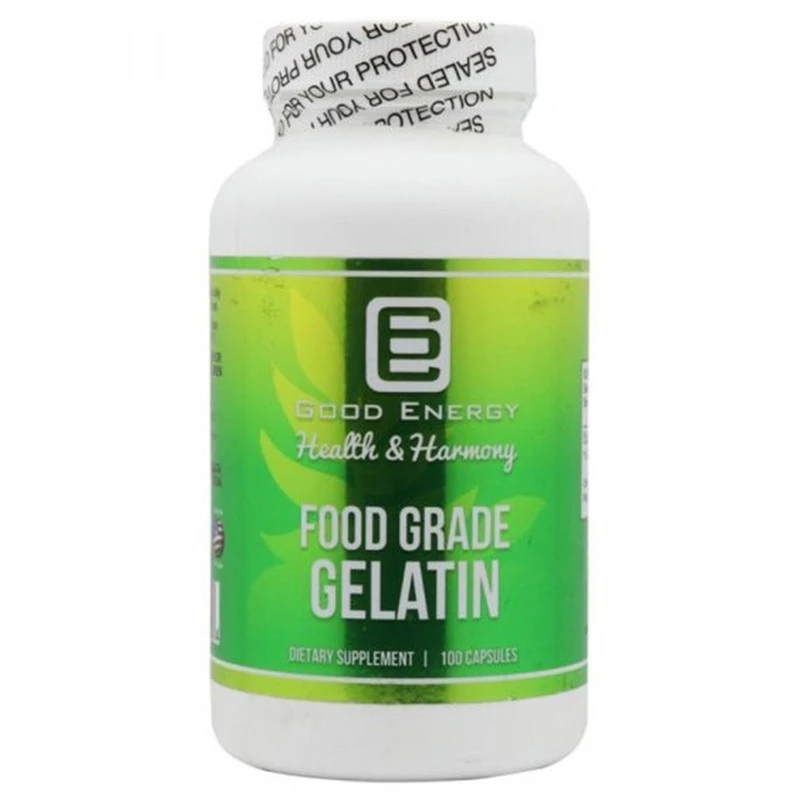 FOR YOUR PROTECTION
SEALED FOR YOUR
PROTECTION
GOOD ENERGY
Health & Harmony
FOOD GRADE
GELATIN
DIETARY SUPPLEMENT | 100 CAPSULES